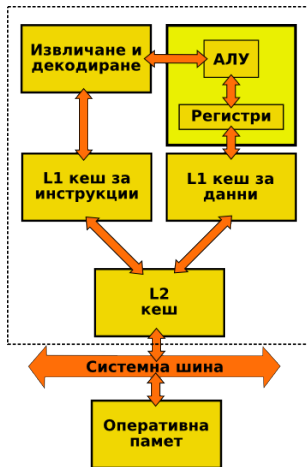 Извличане и
декодиране
АЛУ
Регистри
L1 кеш за
инструкции
L1 кеш за
данни
L2
кеш
Системна шина
Оперативна
памет